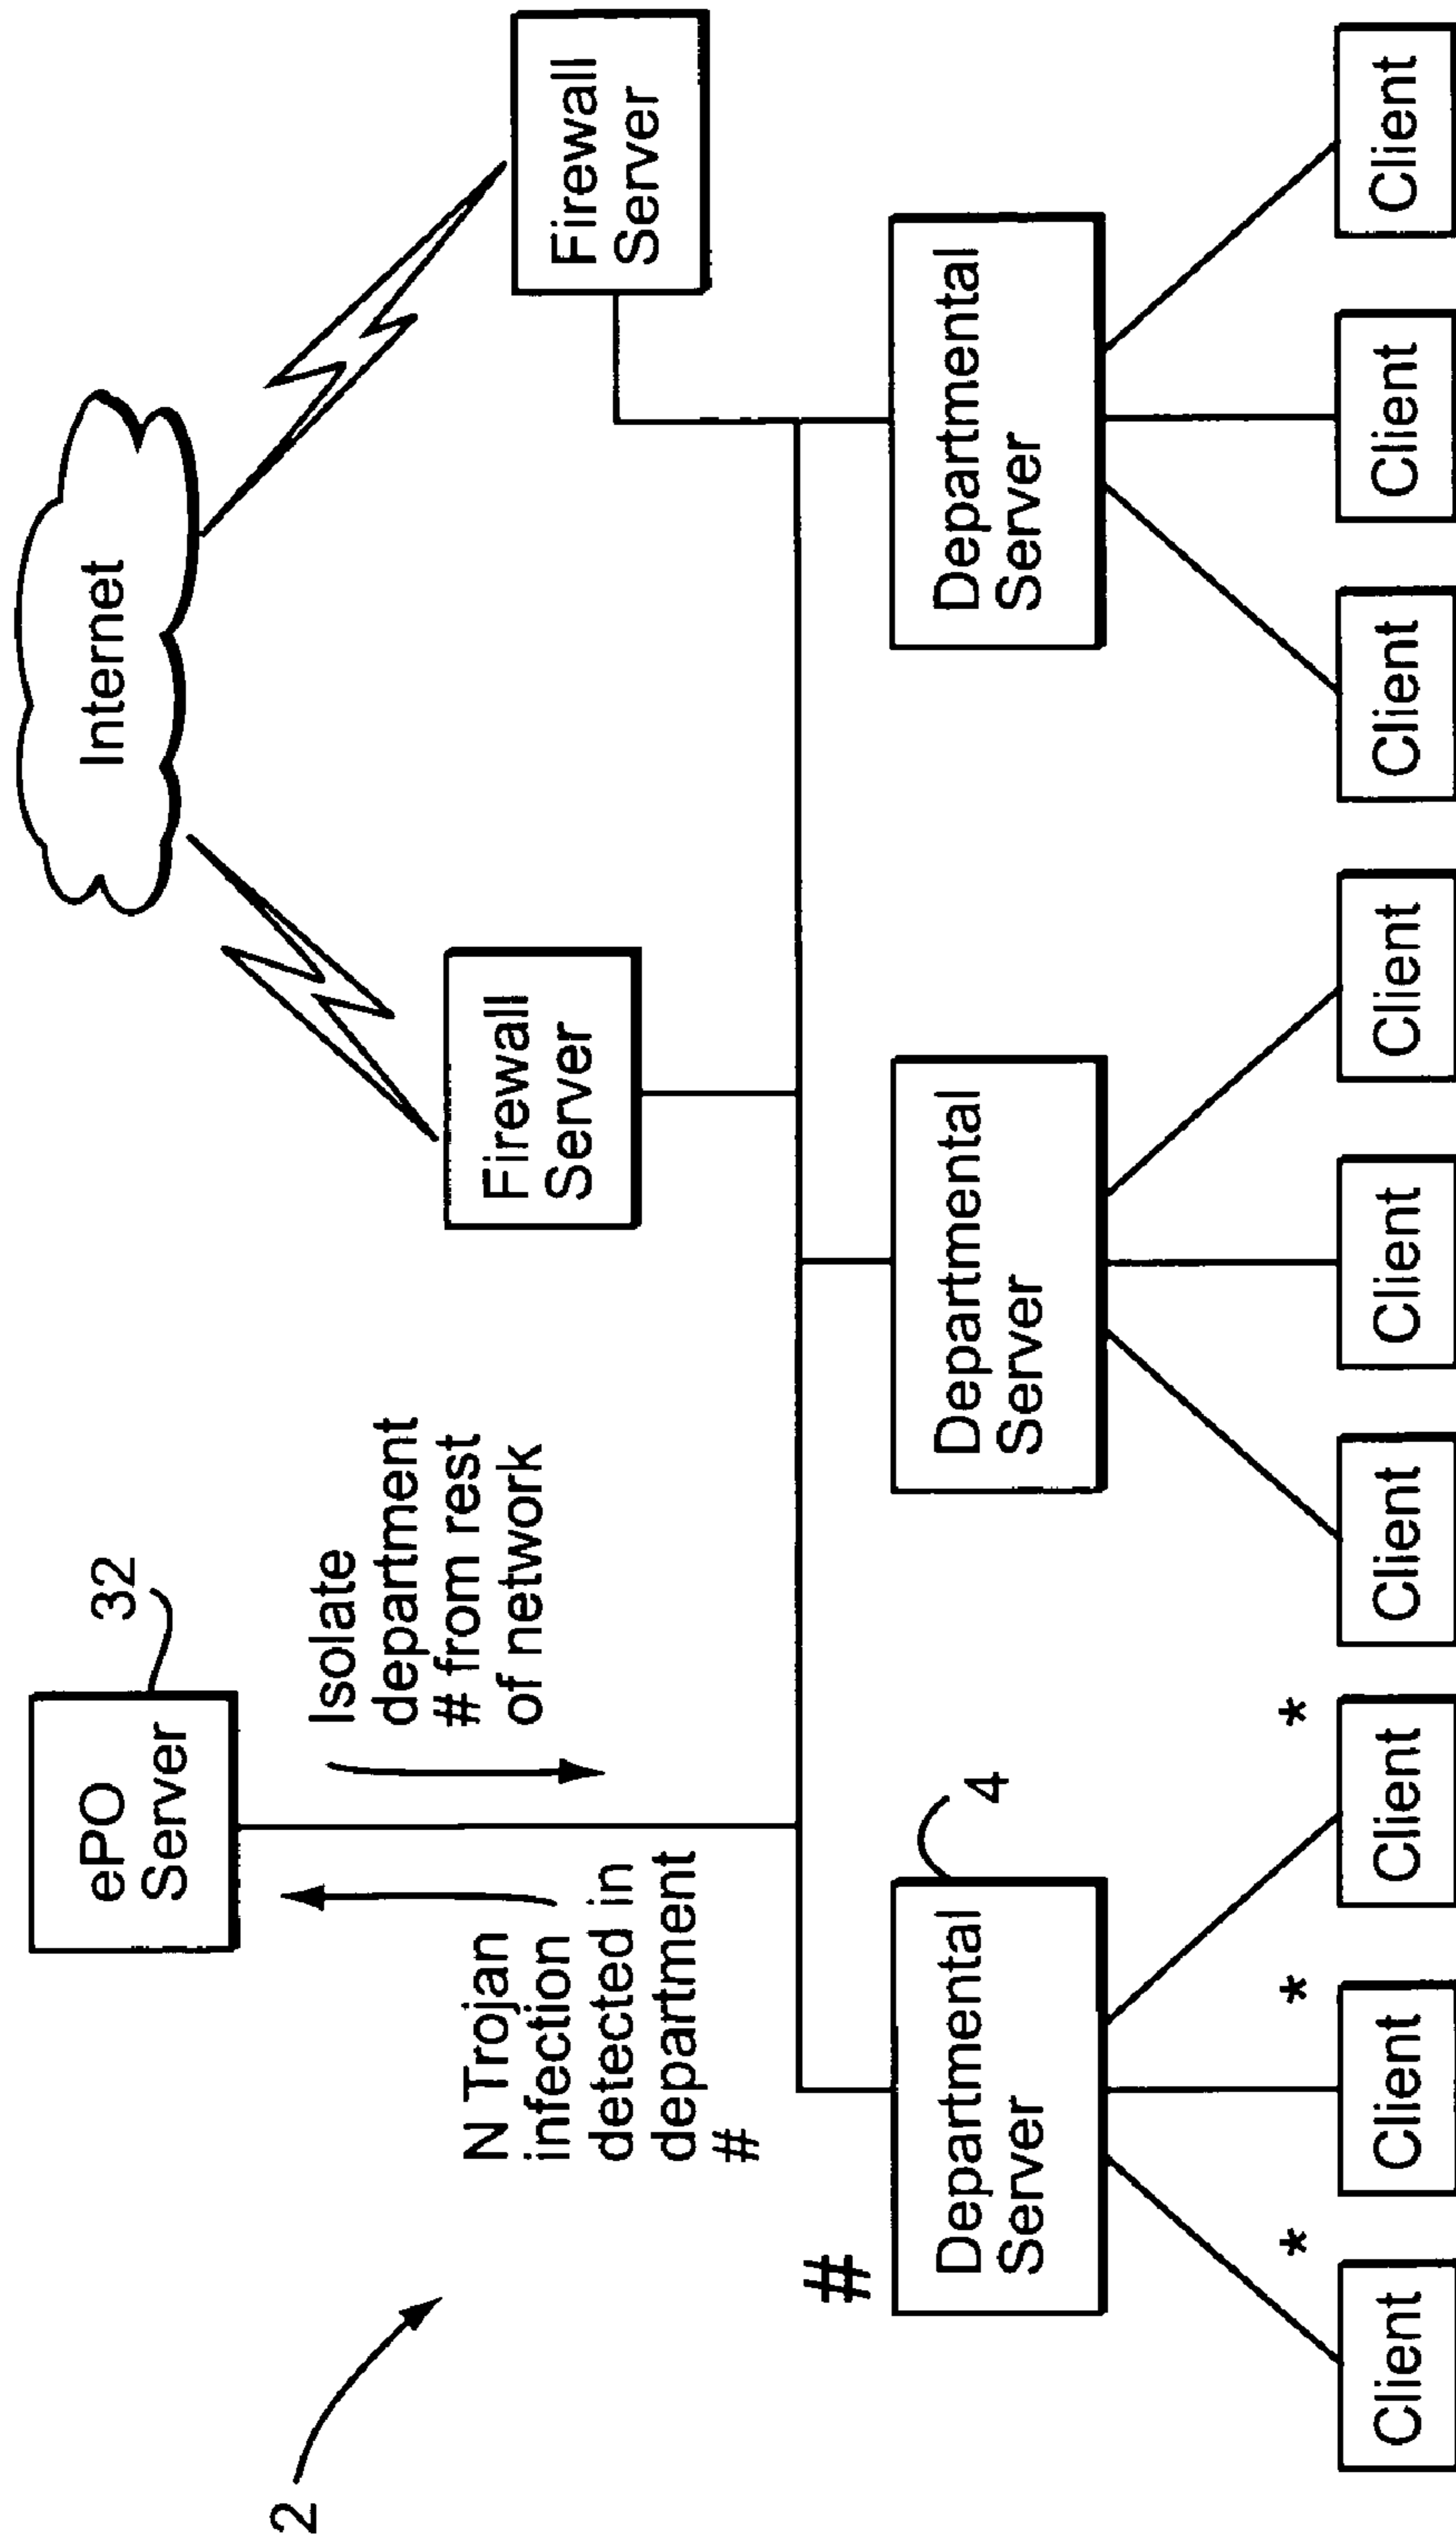 Internet
ePO
Server
32
Isolate
department
# from rest
of network
N Trojan
infection
detected in
department
#
2
Firewall
Server
Firewall
Server
#
Departmental
Server
4
Departmental
Server
Departmental
Server
*
*
*
Client
Client
Client
Client
Client
Client
Client
Client
Client